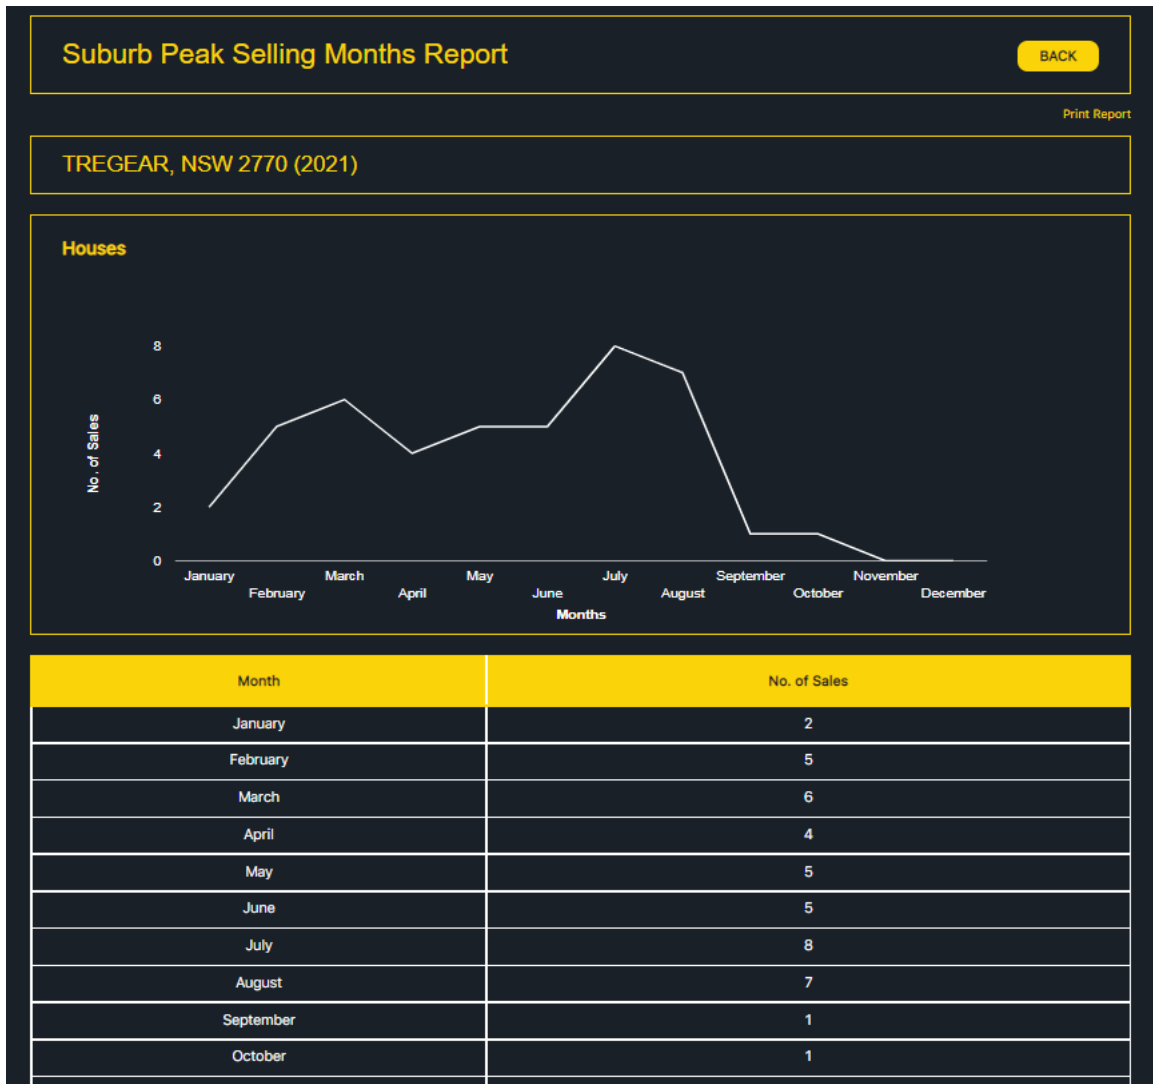 Suburb Peak Selling Months Report
BACK
Print Report
TREGEAR, NSW 2770 (2021)
Houses
8
6
4
2
0
No. of Sales
January March May July September November
February April June August October December
Months
Month No. of Sales
January 2
February 5
March 6
April 4
May 5
June 5
July 8
August 7
September 1
October 1